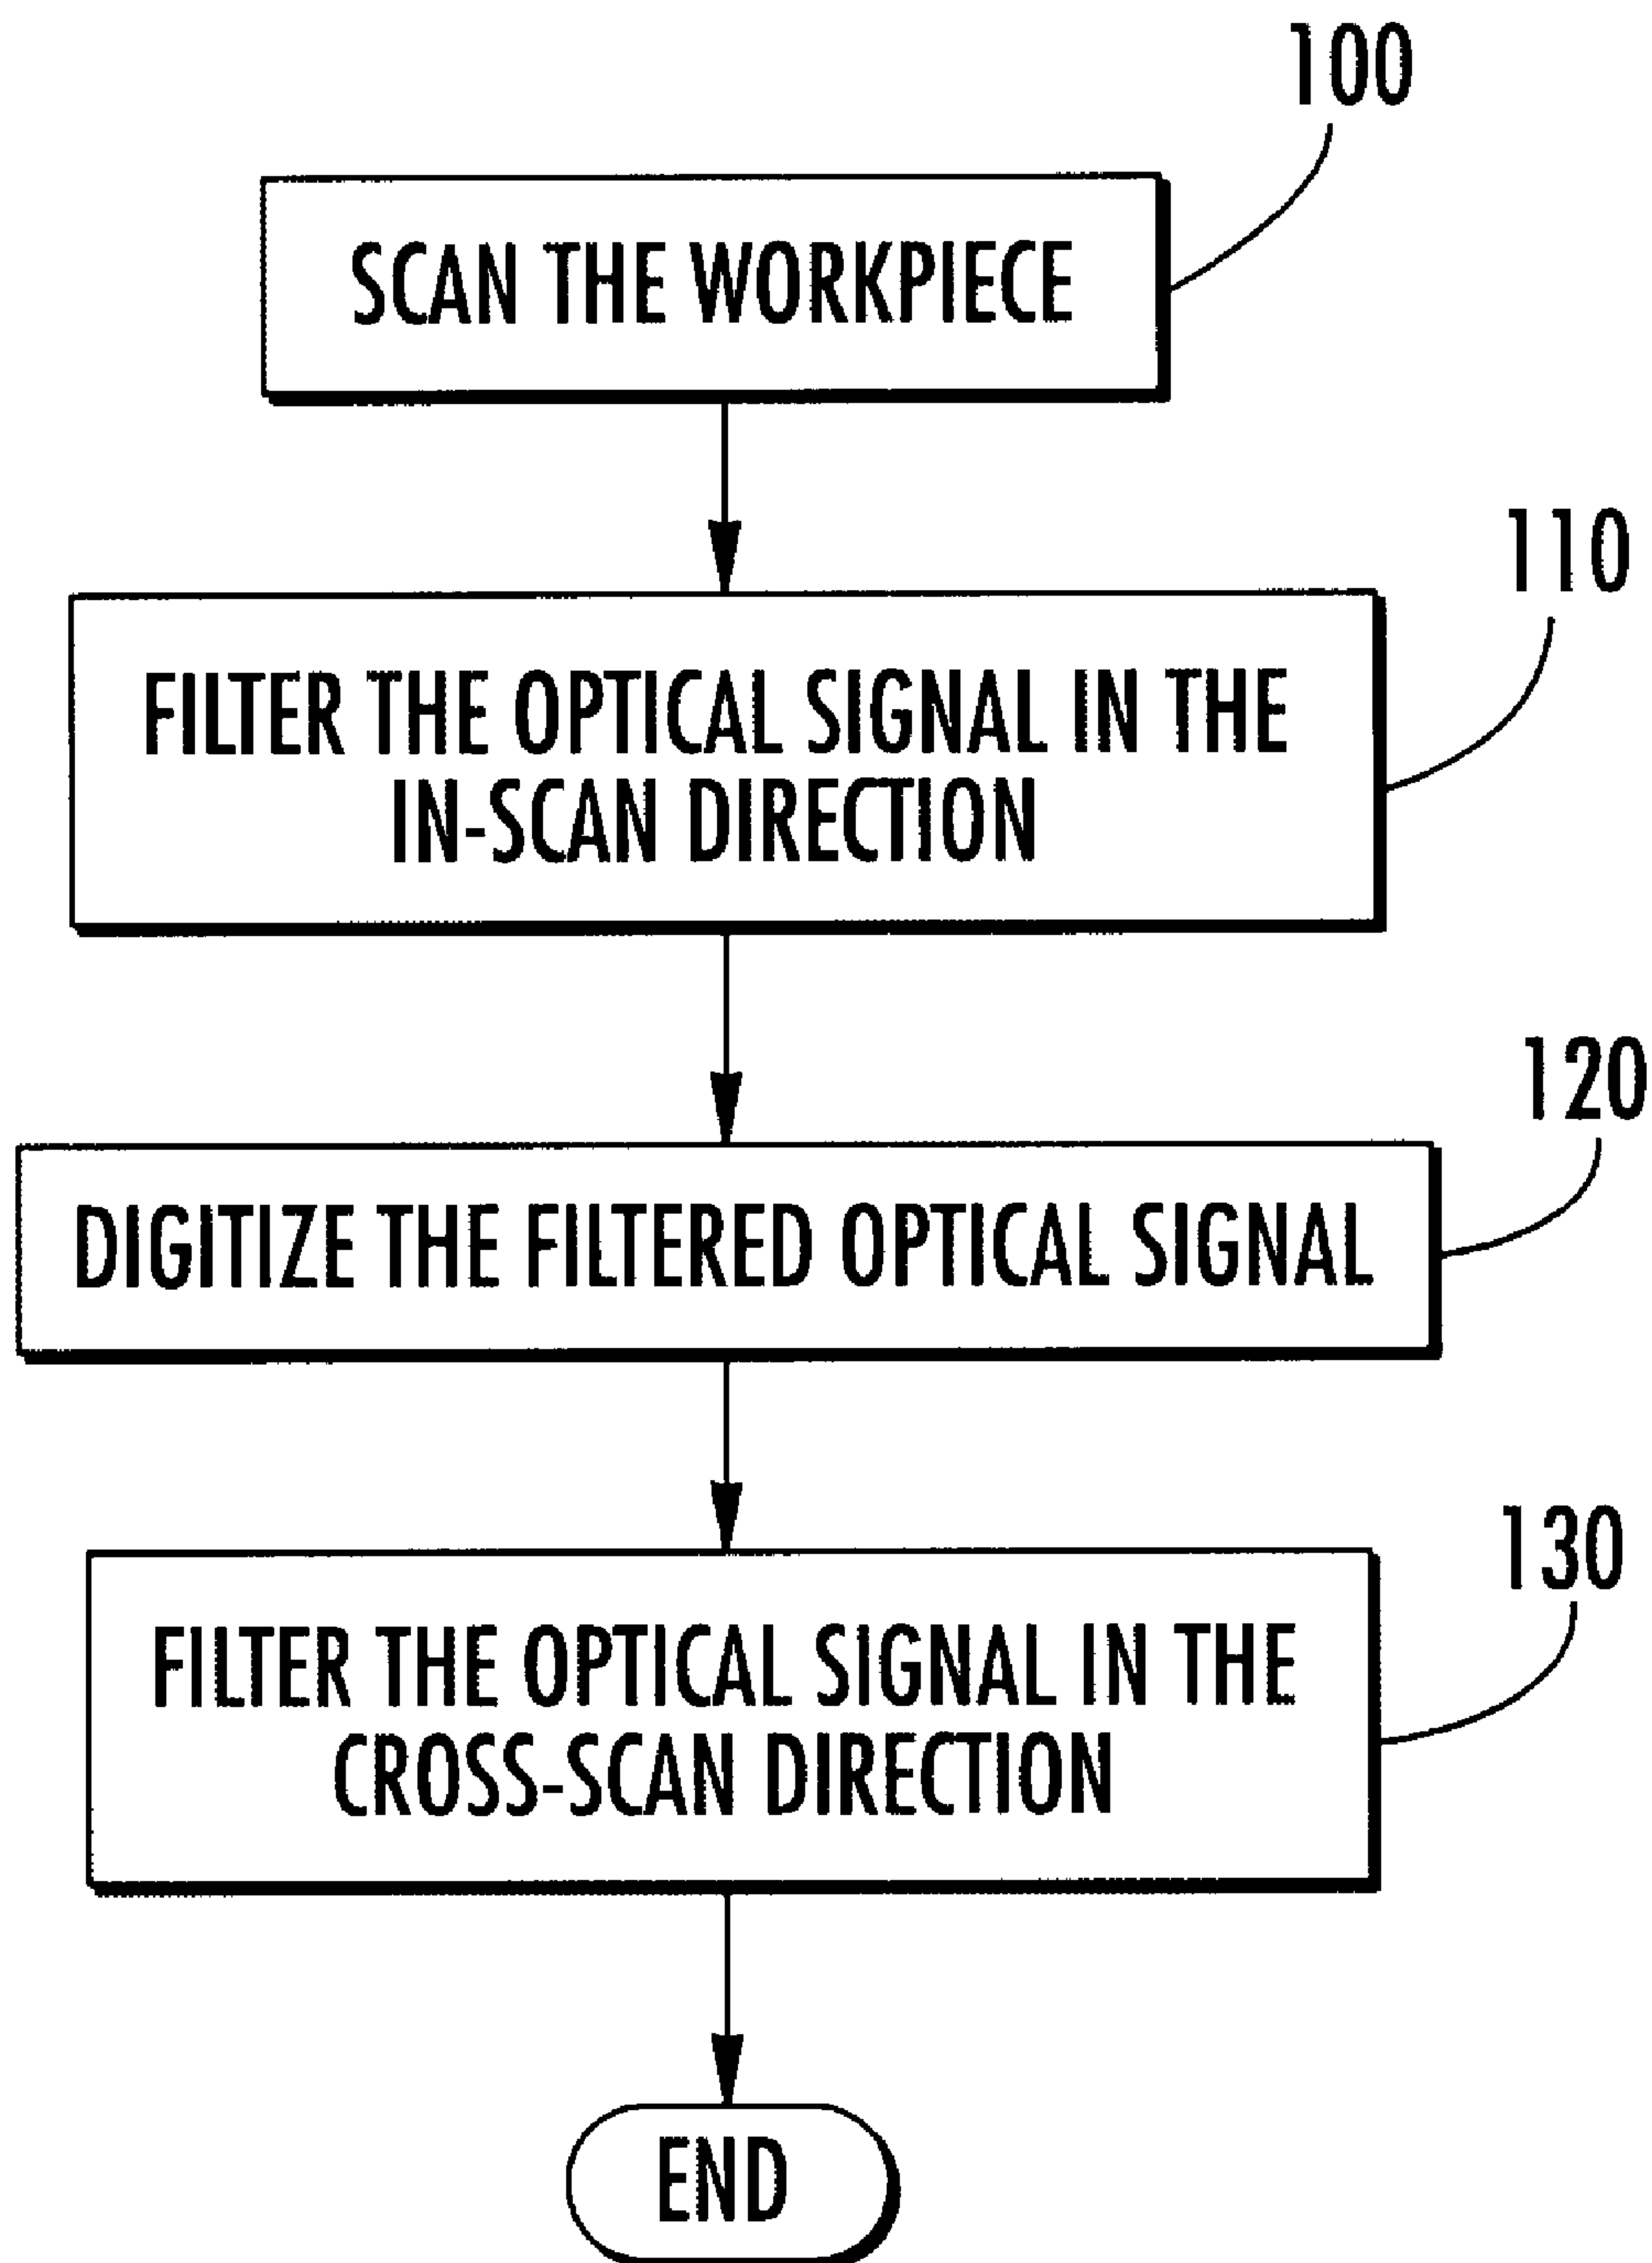 100
SCAN THE WORKPIECE
110
FILTER THE OPTICAL SIGNAL IN THE
IN-SCAN DIRECTION
120
DIGITIZE THE FILTERED OPTICAL SIGNAL
130
FILTER THE OPTICAL SIGNAL IN THE
CROSS-SCAN DIRECTION
END